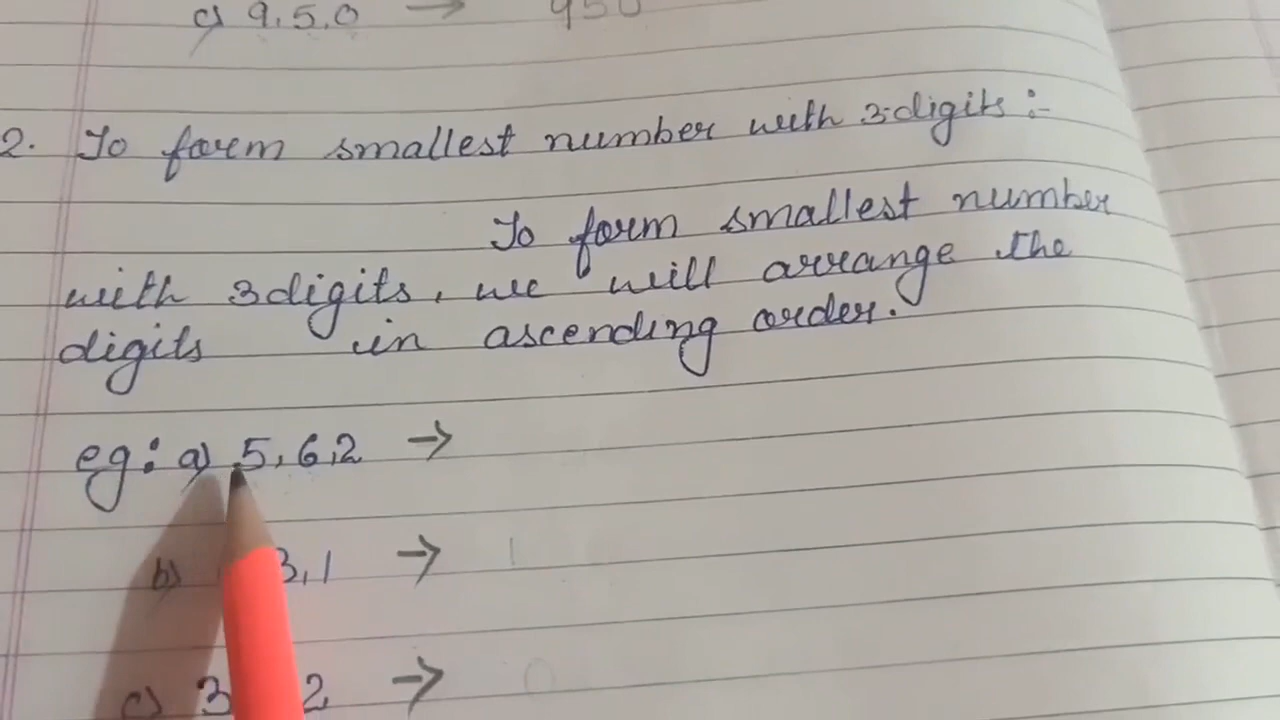 c) 9,5,0 → 950
2. To form smallest number with 3-digits :-
To form smallest number
with 3 digits, we will arrange the
digits in ascending order.
eg: a) 5,6,2 →
b) 3,1 →
c) 3 2 →